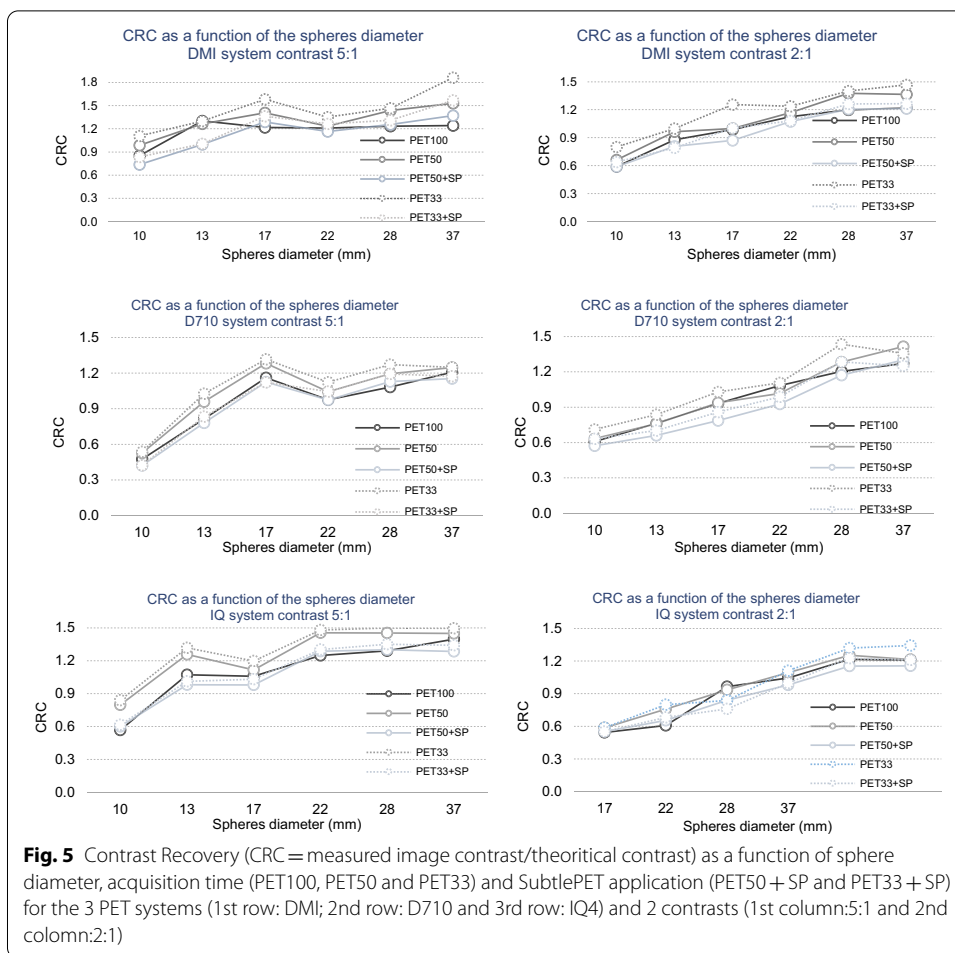 CRC as a function of the spheres diameter
DMI system contrast 5:1
CRC
1.8
1.5
1.2
0.9
0.6
0.3
0.0
PET100
PET50
PET50+SP
PET33
PET33+SP
10 13 17 22 28 37
Spheres diameter (mm)
CRC as a function of the spheres diameter
DMI system contrast 2:1
CRC
1.5
1.2
0.9
0.6
0.3
0.0
PET100
PET50
PET50+SP
PET33
PET33+SP
10 13 17 22 28 37
Spheres diameter (mm)
CRC as a function of the spheres diameter
D710 system contrast 5:1
CRC
1.5
1.2
0.9
0.6
0.3
0.0
PET100
PET50
PET50+SP
PET33
PET33+SP
10 13 17 22 28 37
Spheres diameter (mm)
CRC as a function of the spheres diameter
D710 system contrast 2:1
CRC
1.5
1.2
0.9
0.6
0.3
0.0
PET100
PET50
PET50+SP
PET33
PET33+SP
10 13 17 22 28 37
Spheres diameter (mm)
CRC as a function of the spheres diameter
IQ system contrast 5:1
CRC
1.5
1.2
0.9
0.6
0.3
0.0
PET100
PET50
PET50+SP
PET33
PET33+SP
10 13 17 22 28 37
Spheres diameter (mm)
CRC as a function of the spheres diameter
IQ system contrast 2:1
CRC
1.5
1.2
0.9
0.6
0.3
0.0
PET100
PET50
PET50+SP
PET33
PET33+SP
17 22 28 37
Spheres diameter (mm)
Fig. 5 Contrast Recovery (CRC = measured image contrast/theoritical contrast) as a function of sphere
diameter, acquisition time (PET100, PET50 and PET33) and SubtlePET application (PET50 + SP and PET33 + SP)
for the 3 PET systems (1st row: DMI; 2nd row: D710 and 3rd row: IQ4) and 2 contrasts (1st column:5:1 and 2nd
colomn:2:1)